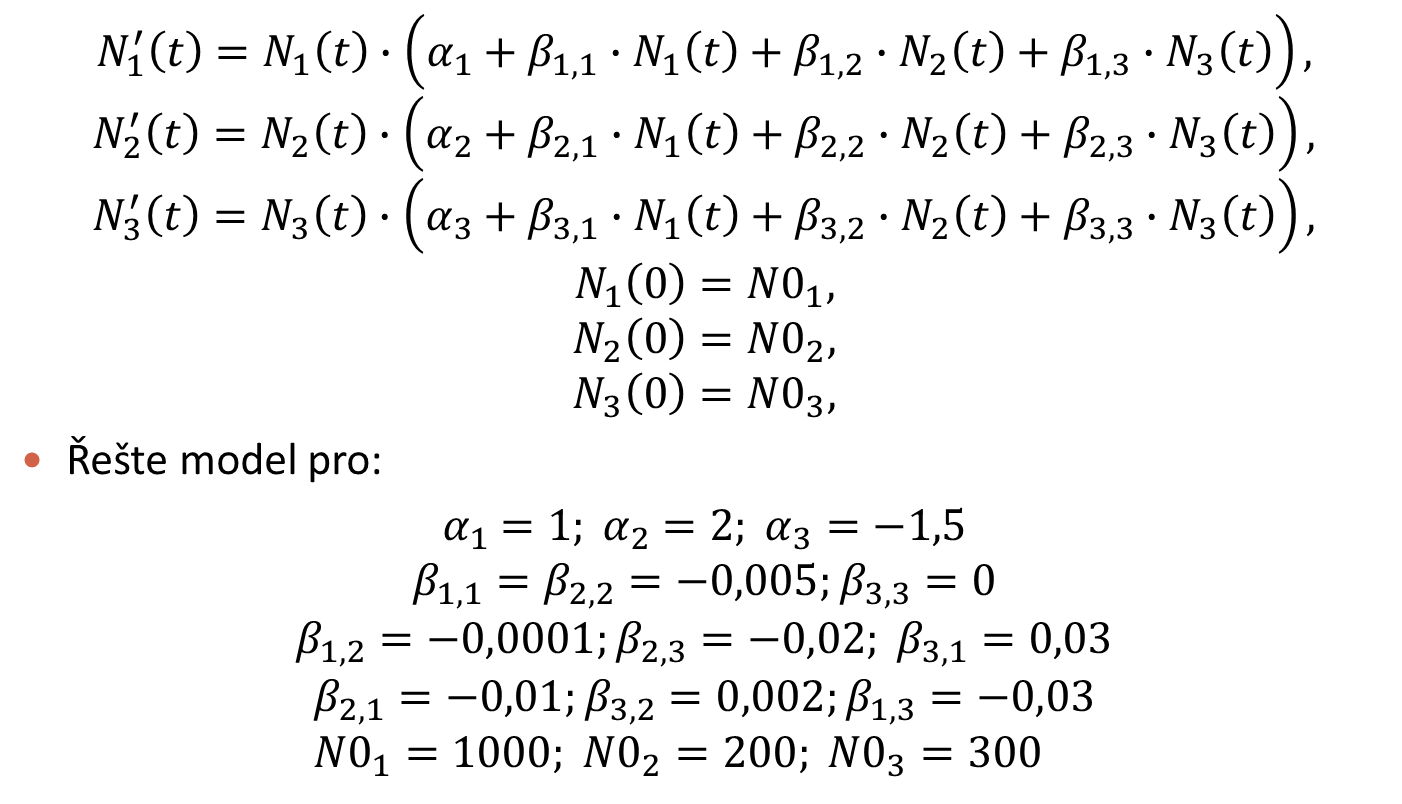 N₁′(t) = N₁(t) · (α₁ + β₁,₁ · N₁(t) + β₁,₂ · N₂(t) + β₁,₃ · N₃(t)),
N₂′(t) = N₂(t) · (α₂ + β₂,₁ · N₁(t) + β₂,₂ · N₂(t) + β₂,₃ · N₃(t)),
N₃′(t) = N₃(t) · (α₃ + β₃,₁ · N₁(t) + β₃,₂ · N₂(t) + β₃,₃ · N₃(t)),
N₁(0) = N0₁,
N₂(0) = N0₂,
N₃(0) = N0₃,
• Řešte model pro:
α₁ = 1; α₂ = 2; α₃ = −1,5
β₁,₁ = β₂,₂ = −0,005; β₃,₃ = 0
β₁,₂ = −0,0001; β₂,₃ = −0,02; β₃,₁ = 0,03
β₂,₁ = −0,01; β₃,₂ = 0,002; β₁,₃ = −0,03
N0₁ = 1000; N0₂ = 200; N0₃ = 300